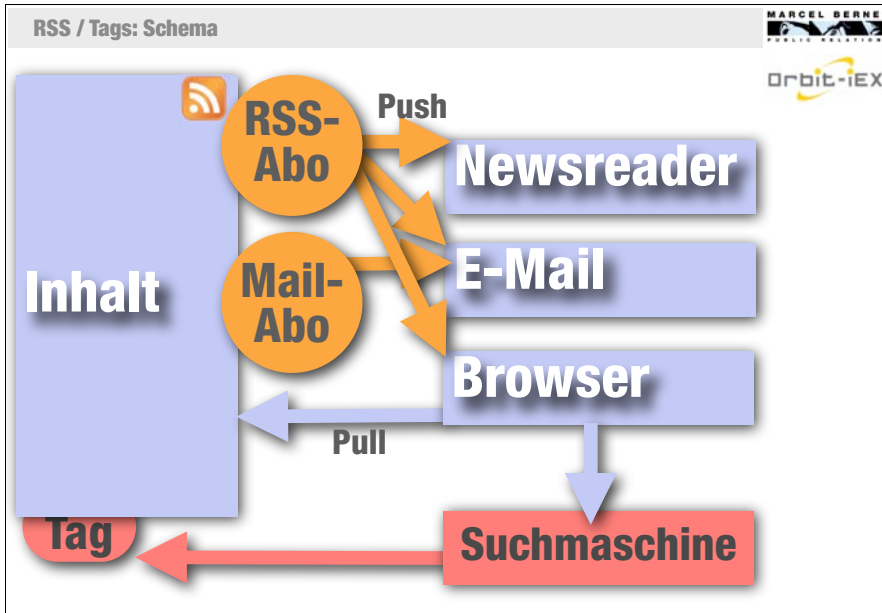 RSS / Tags: Schema
MARCEL BERNE
PUBLIC RELATION
Orbit-iEX
RSS-
Abo
Push
Newsreader
Inhalt
Mail-
Abo
E-Mail
Browser
Pull
Tag
Suchmaschine